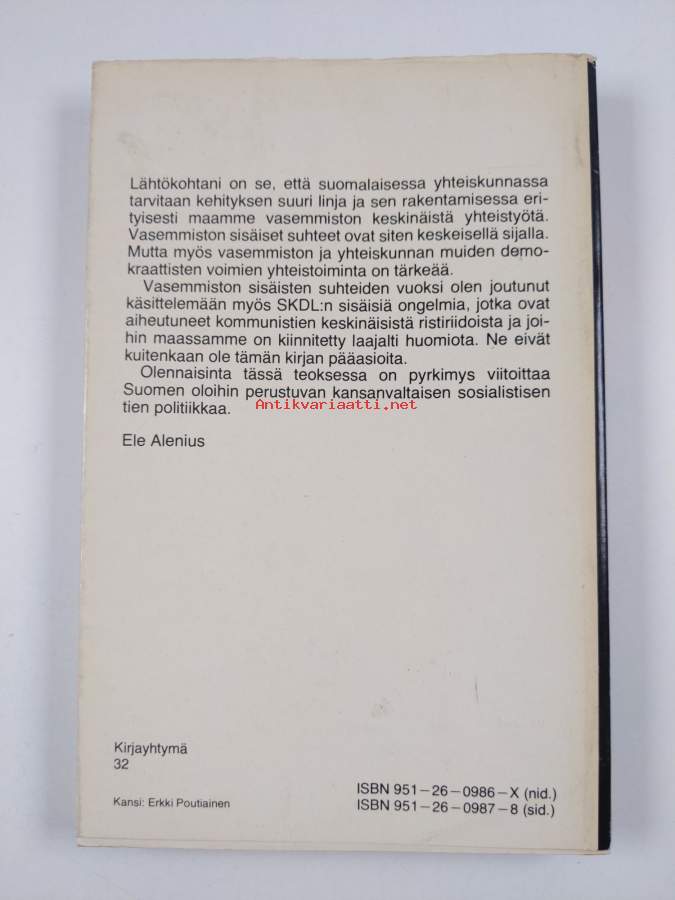 Lähtökohtani on se, että suomalaisessa yhteiskunnassa
tarvitaan kehityksen suuri linja ja sen rakentamisessa eri-
tyisesti maamme vasemmiston keskinäistä yhteistyötä.
Vasemmiston sisäiset suhteet ovat siten keskeisellä sijalla.
Mutta myös vasemmiston ja yhteiskunnan muiden demo-
kraattisten voimien yhteistoiminta on tärkeää.
Vasemmiston sisäisten suhteiden vuoksi olen joutunut
käsittelemään myös SKDL:n sisäisiä ongelmia, jotka ovat
aiheutuneet kommunistien keskinäisistä ristiriidoista ja joi-
hin maassamme on kiinnitetty laajalti huomiota. Ne eivät
kuitenkaan ole tämän kirjan pääasioita.
Olennaisinta tässä teoksessa on pyrkimys viitoittaa
Suomen oloihin perustuvan kansanvaltaisen sosialistisen
tien politiikkaa.
Antikvariaatti.net
Ele Alenius
Kirjayhtymä
32
Kansi: Erkki Poutiainen
ISBN 951–26–0986–X (nid.)
ISBN 951–26–0987–8 (sid.)